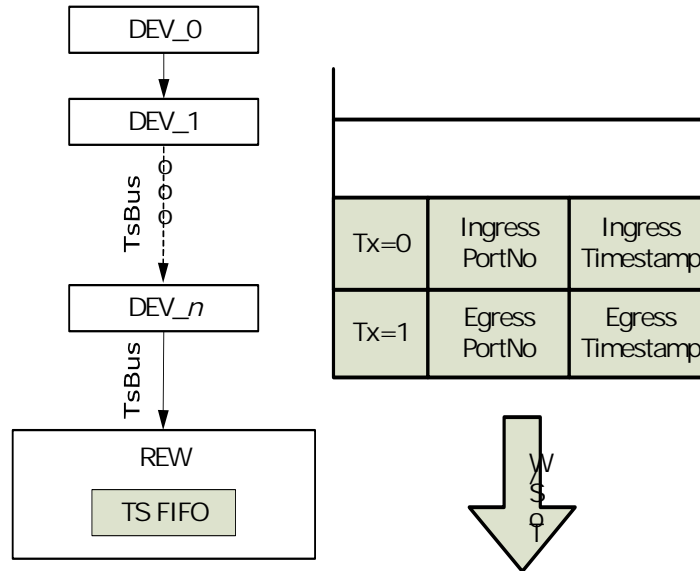 DEV_0
DEV_1
TsBus
DEV_n
TsBus
REW
TS FIFO
Tx=0
Ingress
PortNo
Ingress
Timestamp
Tx=1
Egress
PortNo
Egress
Timestamp
To S/W